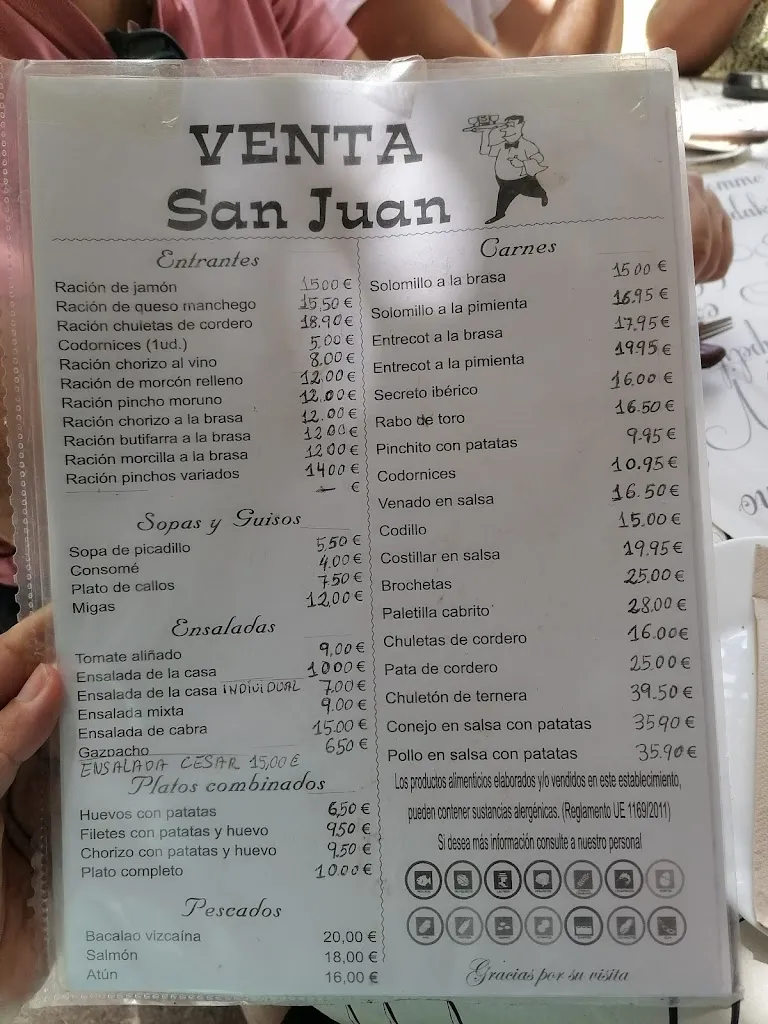 VENTA
San Juan
Entrantes
Ración de jamón 15.00 €
Ración de queso manchego 15,50 €
Ración chuletas de cordero 18.90 €
Codornices (1ud.) 5.00 €
Ración chorizo al vino 8.00 €
Ración de morcón relleno 12.00 €
Ración pincho moruno 12.00 €
Ración chorizo a la brasa 12.00 €
Ración butifarra a la brasa 12.00 €
Ración morcilla a la brasa 12.00 €
Ración pinchos variados 14.00 €
€
Sopas y Guisos
Sopa de picadillo 5,50 €
Consomé 4.00 €
Plato de callos 7.50 €
Migas 12,00 €
Ensaladas
Tomate aliñado 9,00 €
Ensalada de la casa 10.00 €
Ensalada de la casa INDIVIDUAL 7.00 €
Ensalada mixta 9.00 €
Ensalada de cabra 15.00 €
Gazpacho 6.50 €
ENSALADA CESAR 15,00 €
Platos combinados
Huevos con patatas 6,50 €
Filetes con patatas y huevo 9.50 €
Chorizo con patatas y huevo 9.50 €
Plato completo 10.00 €
Pescados
Bacalao vizcaína 20,00 €
Salmón 18,00 €
Atún 16,00 €
Carnes
Solomillo a la brasa 15.00 €
Solomillo a la pimienta 16.95 €
Entrecot a la brasa 17.95 €
Entrecot a la pimienta 19.95 €
Secreto ibérico 16.00 €
Rabo de toro 16.50 €
Pinchito con patatas 9.95 €
Codornices 10.95 €
Venado en salsa 16.50 €
Codillo 15.00 €
Costillar en salsa 19.95 €
Brochetas 25.00 €
Paletilla cabrito 28.00 €
Chuletas de cordero 16.00 €
Pata de cordero 25.00 €
Chuletón de ternera 39.50 €
Conejo en salsa con patatas 35.90 €
Pollo en salsa con patatas 35.90 €
Los productos alimenticios elaborados y/o vendidos en este establecimiento,
pueden contener sustancias alergénicas. (Reglamento UE 1169/2011)
Si desea más información consulte a nuestro personal
Gracias por su visita